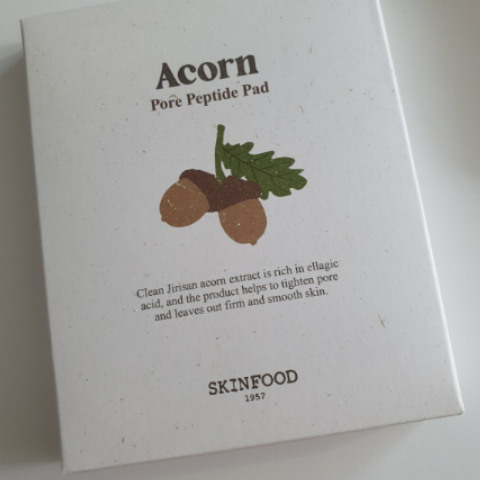 Acorn
Pore Peptide Pad
Clean Jirisan acorn extract is rich in ellagic
acid, and the product helps to tighten pore
and leaves out firm and smooth skin.
SKINFOOD
1957